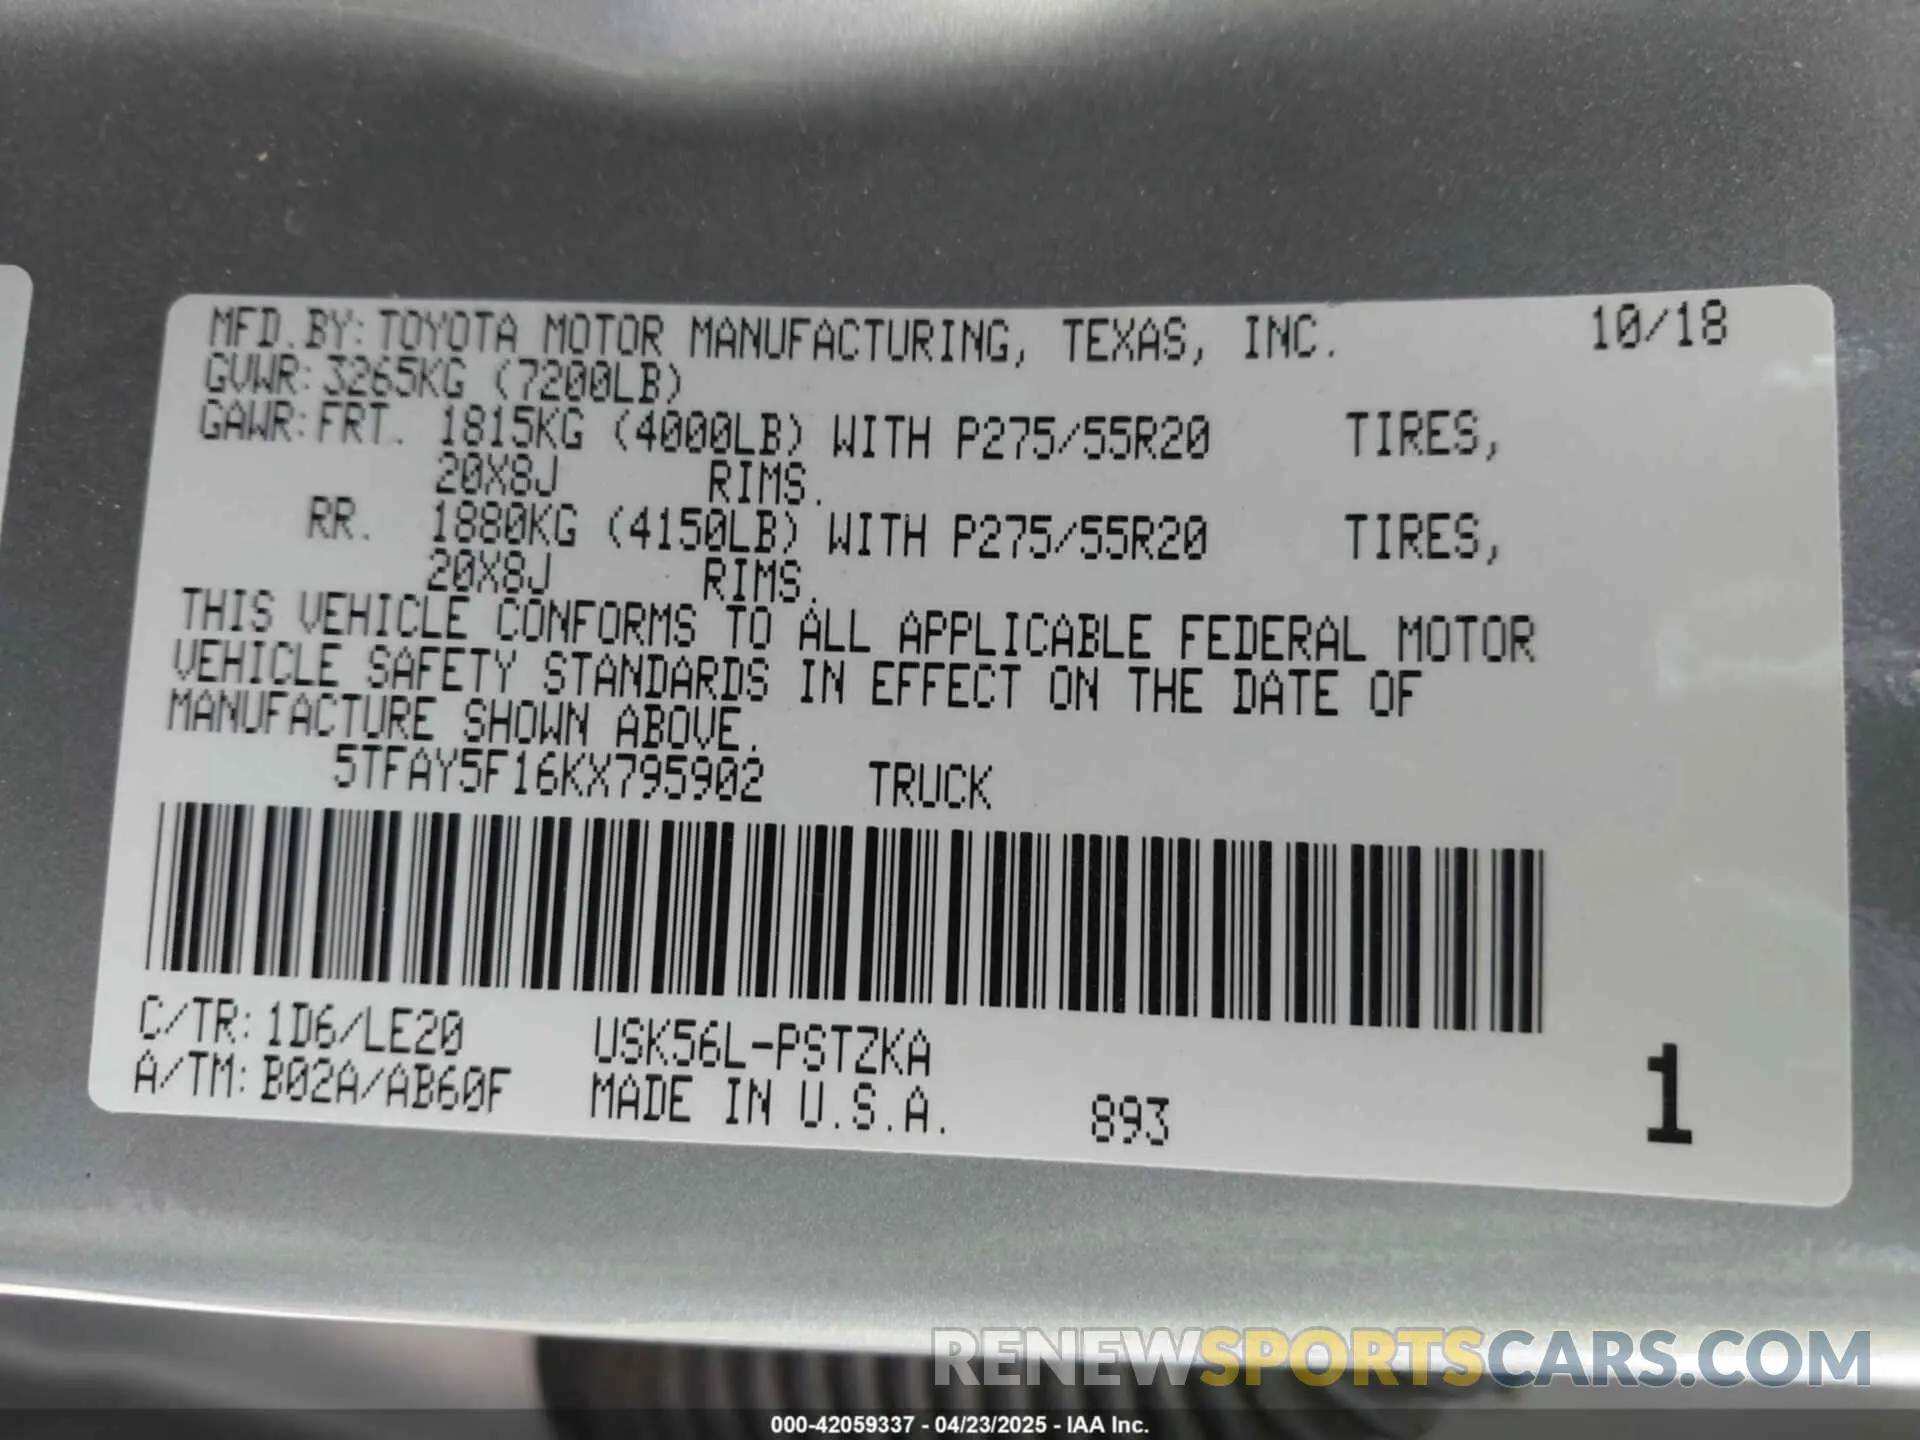 MFD.BY:TOYOTA MOTOR MANUFACTURING, TEXAS, INC. 10/18
GVWR:3265KG (7200LB)
GAWR:FRT. 1815KG (4000LB) WITH P275/55R20 TIRES,
20X8J RIMS.
RR. 1880KG (4150LB) WITH P275/55R20 TIRES,
20X8J RIMS.
THIS VEHICLE CONFORMS TO ALL APPLICABLE FEDERAL MOTOR
VEHICLE SAFETY STANDARDS IN EFFECT ON THE DATE OF
MANUFACTURE SHOWN ABOVE.
5TFAY5F16KX795902 TRUCK
C/TR:1D6/LE20 USK56L-PSTZKA
A/TM:B02A/AB60F MADE IN U.S.A. 893 1
RENEWSPORTSCARS.COM
000-42059337 - 04/23/2025 - IAA Inc.